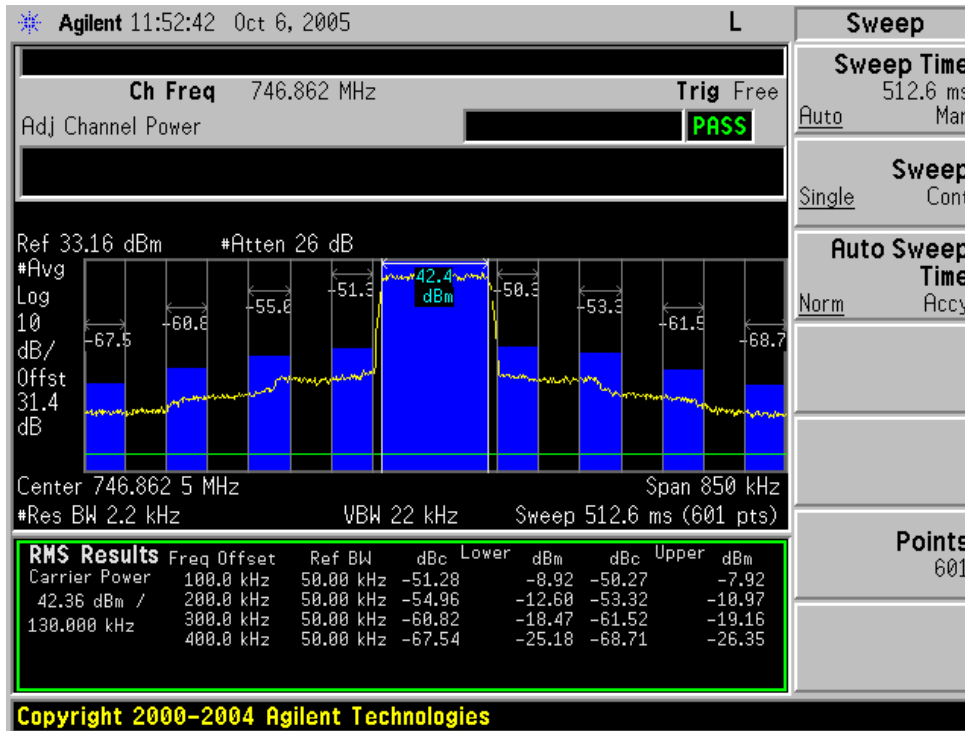 Agilent 11:52:42 Oct 6, 2005 L
Sweep
Sweep Time
512.6 ms
Auto Man
Sweep
Single Cont
Auto Sweep
Time
Norm Accy
Points
601
Ch Freq 746.862 MHz Trig Free
Adj Channel Power PASS
Ref 33.16 dBm #Atten 26 dB
#Avg
Log
10
dB/
Offst
31.4
dB
-67.5 -60.8 -55.0 -51.3 42.4 dBm -50.3 -53.3 -61.5 -68.7
Center 746.862 5 MHz Span 850 kHz
#Res BW 2.2 kHz VBW 22 kHz Sweep 512.6 ms (601 pts)
RMS Results Freq Offset Ref BW dBc Lower dBm dBc Upper dBm
Carrier Power 100.0 kHz 50.00 kHz -51.28 -8.92 -50.27 -7.92
42.36 dBm / 200.0 kHz 50.00 kHz -54.96 -12.60 -53.32 -10.97
130.000 kHz 300.0 kHz 50.00 kHz -60.82 -18.47 -61.52 -19.16
400.0 kHz 50.00 kHz -67.54 -25.18 -68.71 -26.35
Copyright 2000-2004 Agilent Technologies